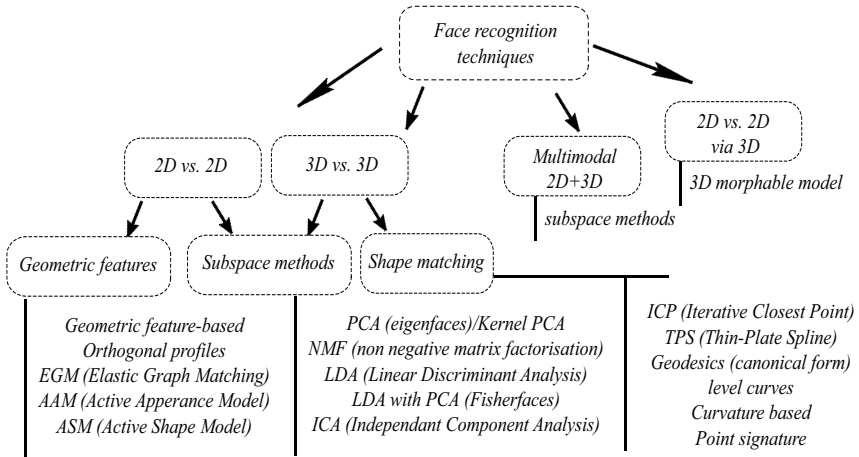 Face recognition
techniques
2D vs. 2D
3D vs. 3D
Multimodal
2D+3D
subspace methods
2D vs. 2D
via 3D
3D morphable model
Geometric features
Subspace methods
Shape matching
Geometric feature-based
Orthogonal profiles
EGM (Elastic Graph Matching)
AAM (Active Apperance Model)
ASM (Active Shape Model)
PCA (eigenfaces)/Kernel PCA
NMF (non negative matrix factorisation)
LDA (Linear Discriminant Analysis)
LDA with PCA (Fisherfaces)
ICA (Independant Component Analysis)
ICP (Iterative Closest Point)
TPS (Thin-Plate Spline)
Geodesics (canonical form)
level curves
Curvature based
Point signature